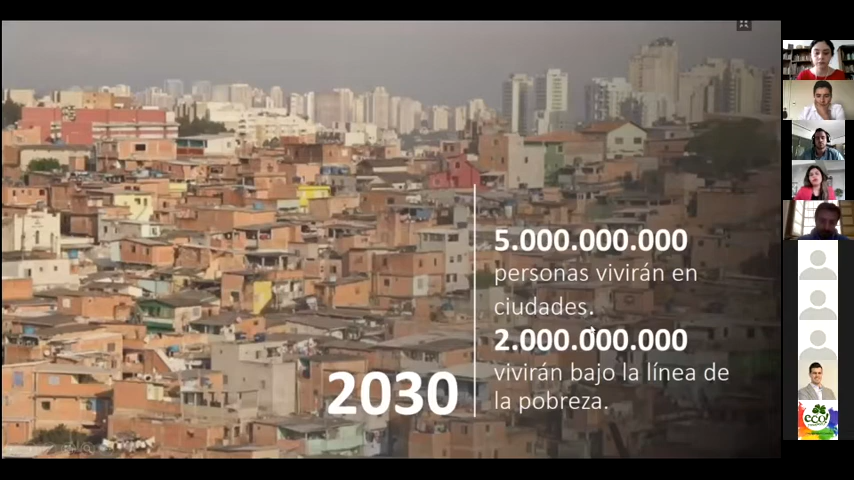 5.000.000.000
personas vivirán en
ciudades.
2.000.000.000
vivirán bajo la línea de
la pobreza.
2030
eco!